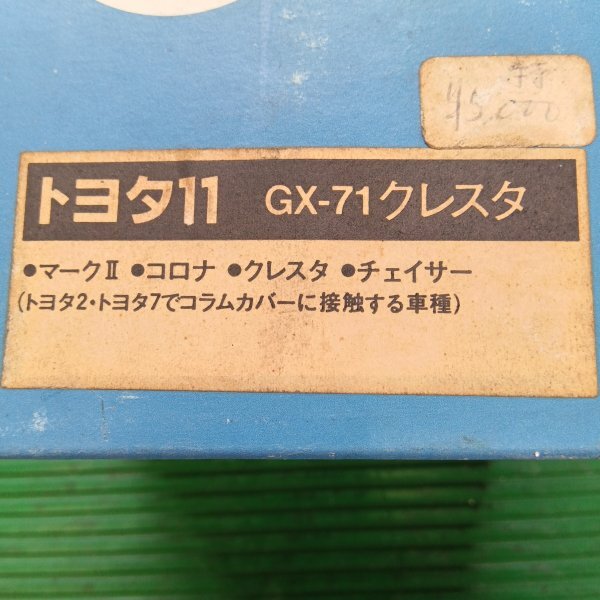 ¥5,000
トヨタ11 GX-71クレスタ
●マークⅡ ●コロナ ●クレスタ ●チェイサー
(トヨタ2・トヨタ7でコラムカバーに接触する車種)